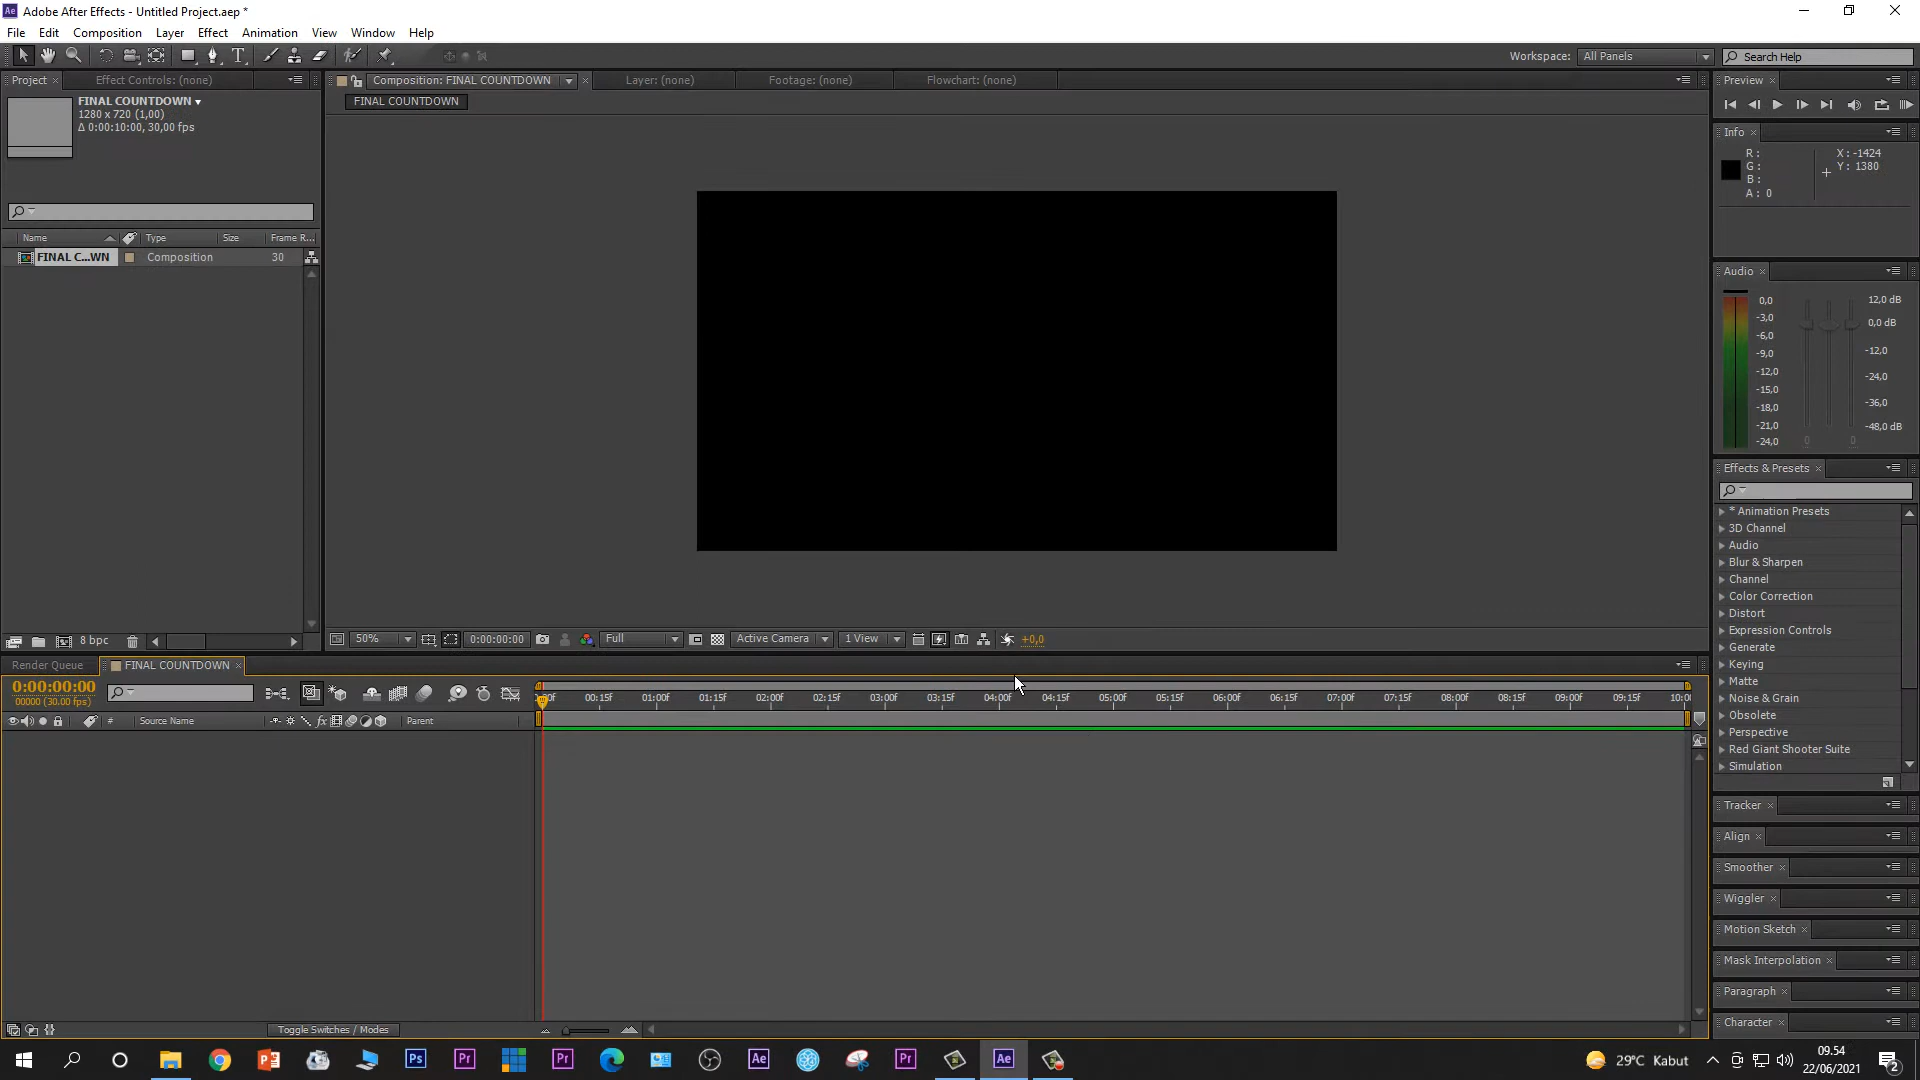 Adobe After Effects - Untitled Project.aep *
File Edit Composition Layer Effect Animation View Window Help
Workspace: All Panels Search Help
Project Effect Controls: (none)
FINAL COUNTDOWN
1280 x 720 (1,00)
Δ 0:00:10:00, 30,00 fps
Name Type Size Frame R...
FINAL C...WN Composition 30
8 bpc
Composition: FINAL COUNTDOWN Layer: (none) Footage: (none) Flowchart: (none)
FINAL COUNTDOWN
50% 0:00:00:00 Full Active Camera 1 View +0,0
Preview
Info
R:
G:
B:
A: 0
X: -1424
Y: 1380
Audio
0,0
-3,0
-6,0
-9,0
-12,0
-15,0
-18,0
-21,0
-24,0
12,0 dB
0,0 dB
-12,0
-24,0
-36,0
-48,0 dB
0 0
Effects & Presets
* Animation Presets
3D Channel
Audio
Blur & Sharpen
Channel
Color Correction
Distort
Expression Controls
Generate
Keying
Matte
Noise & Grain
Obsolete
Perspective
Red Giant Shooter Suite
Simulation
Tracker
Align
Smoother
Wiggler
Motion Sketch
Mask Interpolation
Paragraph
Character
Render Queue FINAL COUNTDOWN
0:00:00:00
00000 (30,00 fps)
00:15f 01:00f 01:15f 02:00f 02:15f 03:00f 03:15f 04:00f 04:15f 05:00f 05:15f 06:00f 06:15f 07:00f 07:15f 08:00f 08:15f 09:00f 09:15f
# Source Name fx Parent
Toggle Switches / Modes
Ps Pr Pr Ae Pr Ae
29°C Kabut
09.54
22/06/2021
2